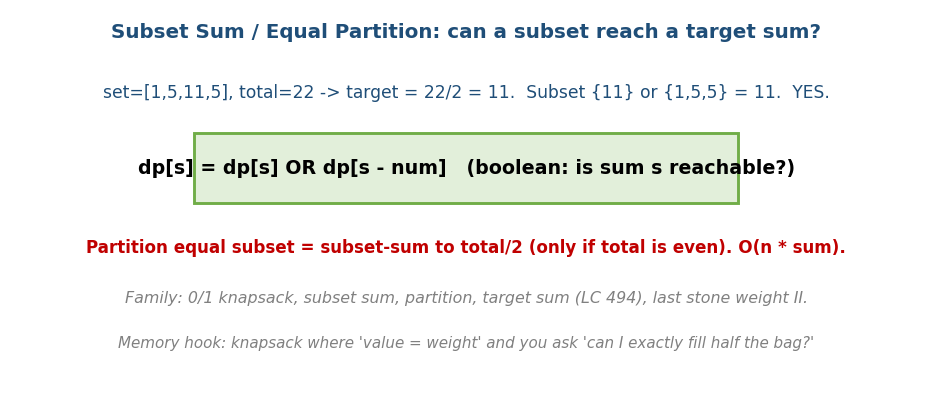 Subset Sum / Equal Partition: can a subset reach a target sum?
set=[1,5,11,5], total=22 -> target = 22/2 = 11.  Subset {11} or {1,5,5} = 11.  YES.
dp[s] = dp[s] OR dp[s - num]   (boolean: is sum s reachable?)
Partition equal subset = subset-sum to total/2 (only if total is even). O(n * sum).
Family: 0/1 knapsack, subset sum, partition, target sum (LC 494), last stone weight II.
Memory hook: knapsack where 'value = weight' and you ask 'can I exactly fill half the bag?'